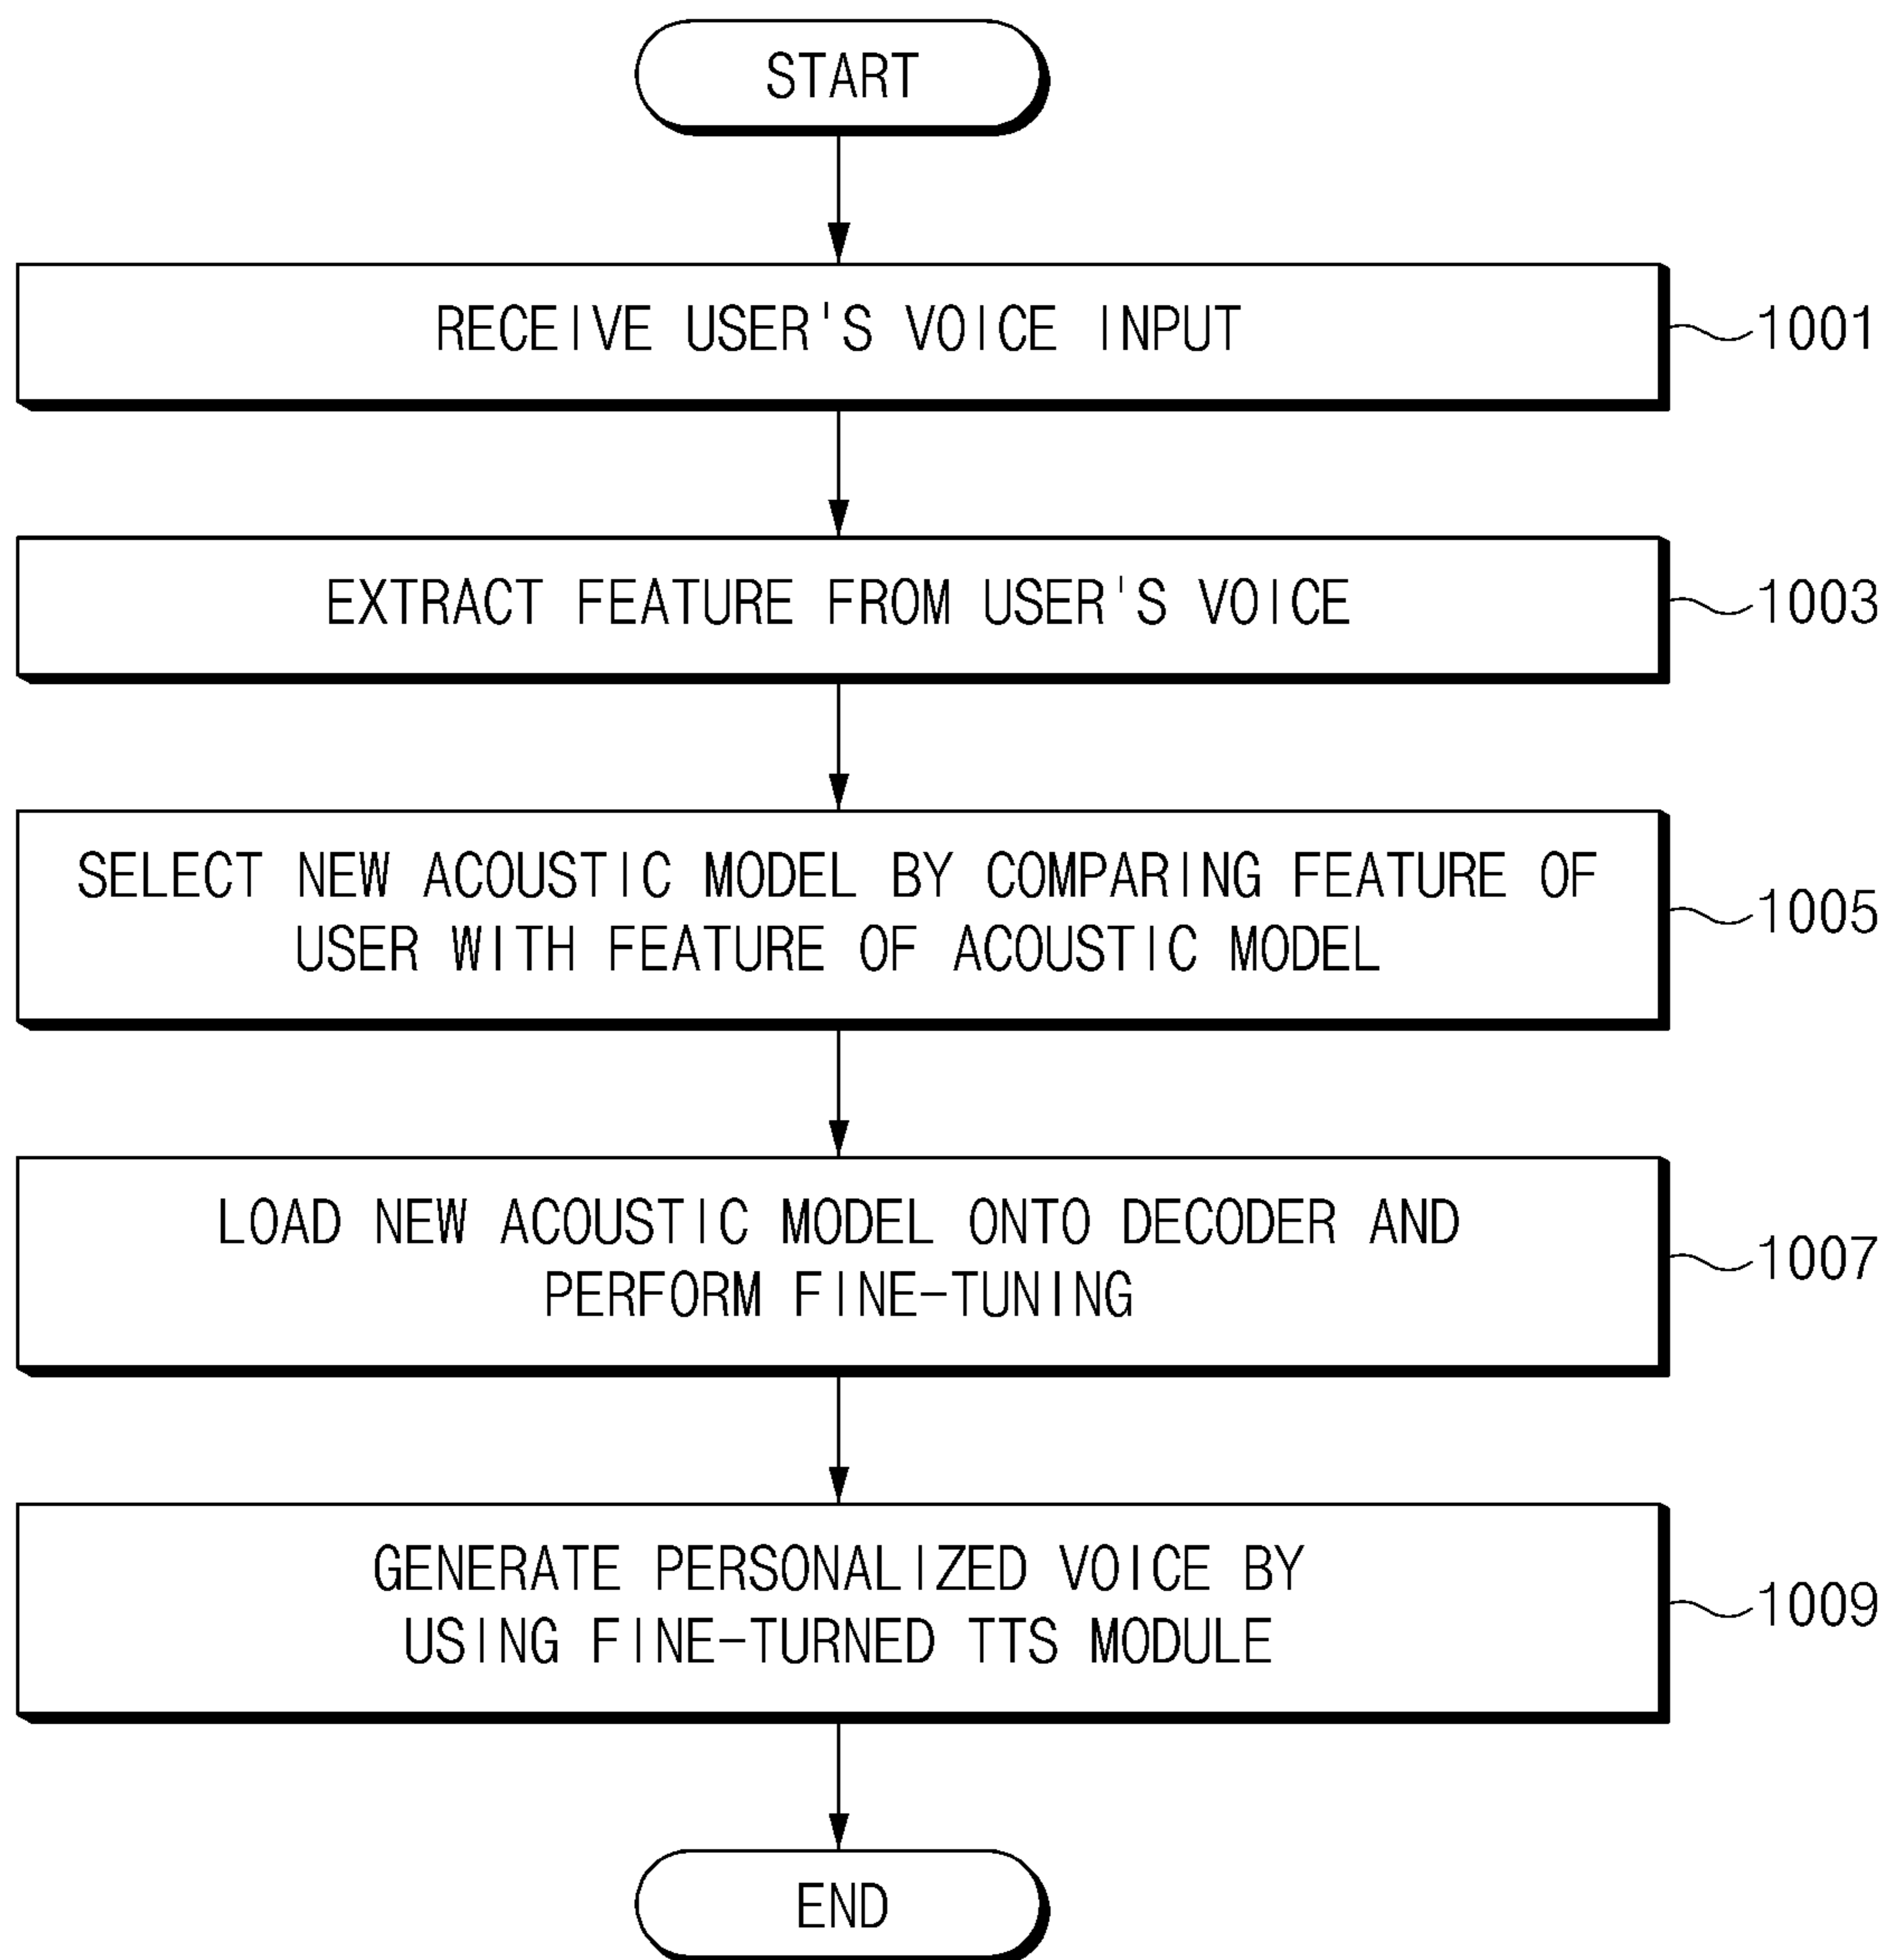 START
RECEIVE USER'S VOICE INPUT
1001
EXTRACT FEATURE FROM USER'S VOICE
1003
SELECT NEW ACOUSTIC MODEL BY COMPARING FEATURE OF
USER WITH FEATURE OF ACOUSTIC MODEL
1005
LOAD NEW ACOUSTIC MODEL ONTO DECODER AND
PERFORM FINE-TUNING
1007
GENERATE PERSONALIZED VOICE BY
USING FINE-TURNED TTS MODULE
1009
END